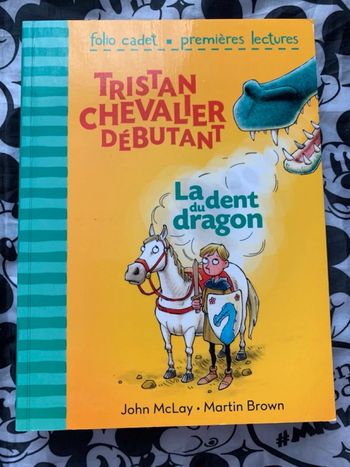 folio cadet ▪ premières lectures
TRISTAN
CHEVALIER
DÉBUTANT
La dent
du
dragon
John McLay • Martin Brown